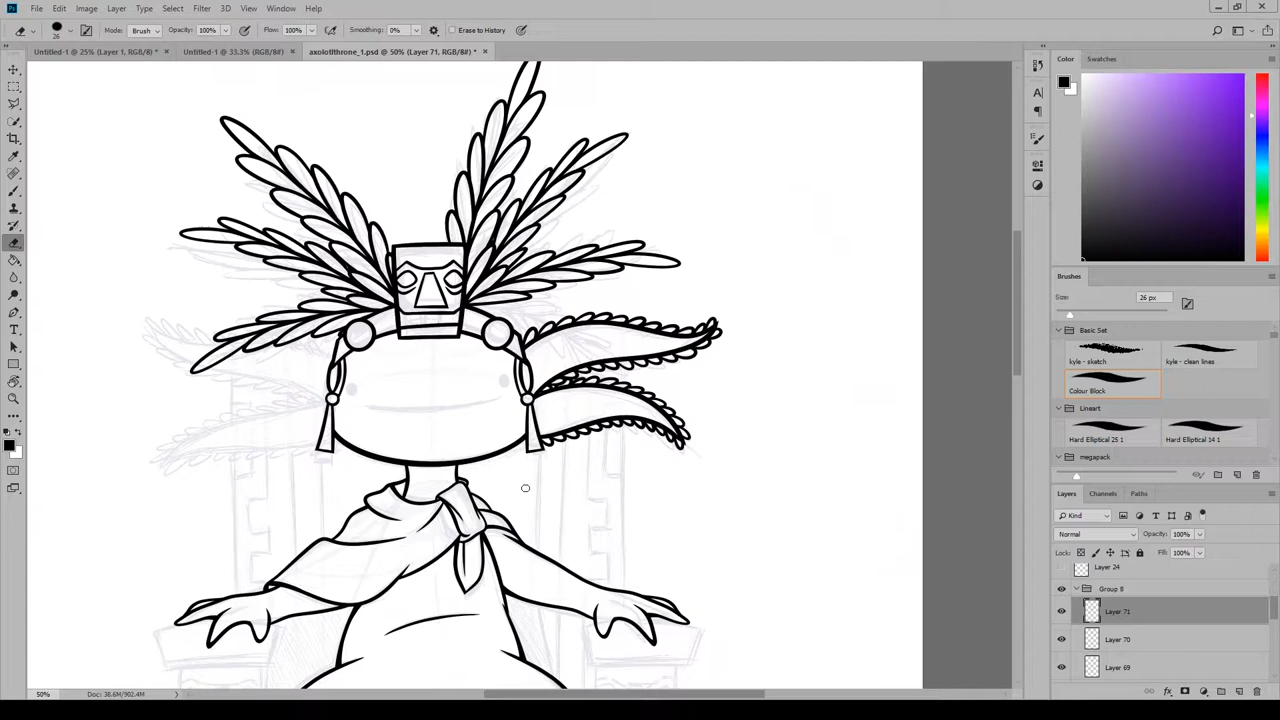 File Edit Image Layer Type Select Filter 3D View Window Help
26 Mode: Brush Opacity: 100% Flow: 100% Smoothing: 0% Erase to History
Untitled-1 @ 25% (Layer 1, RGB/8) * Untitled-1 @ 33.3% (RGB/8#) axolotlthrone_1.psd @ 50% (Layer 71, RGB/8#) *
Color Swatches
Brushes
Size: 26 px
Basic Set
kyle - sketch kyle - clean lines
Colour Block
Lineart
Hard Elliptical 25 1 Hard Elliptical 14 1
megapack
Layers Channels Paths
Kind
Normal Opacity: 100%
Lock: Fill: 100%
Layer 24
Group 8
Layer 71
Layer 70
Layer 69
50% Doc: 38.6M/902.4M